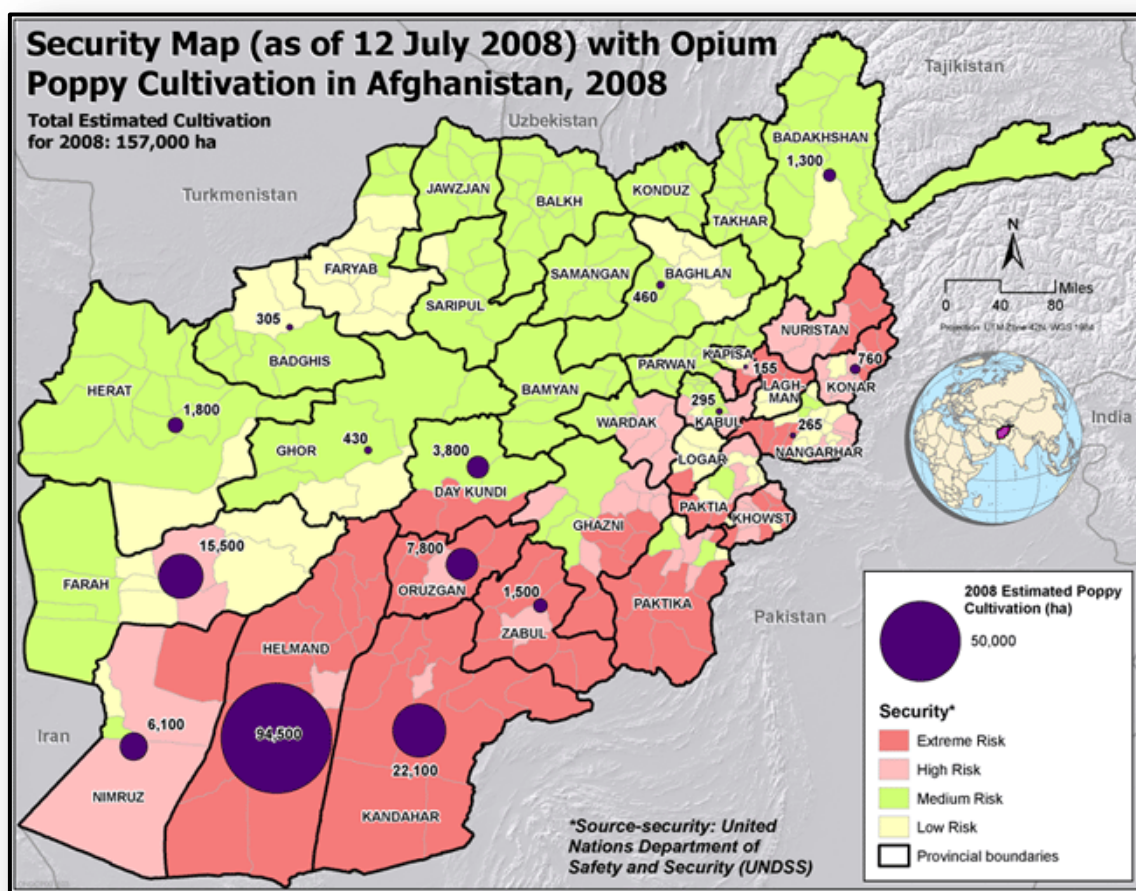 Security Map (as of 12 July 2008) with Opium
Poppy Cultivation in Afghanistan, 2008
Total Estimated Cultivation
for 2008: 157,000 ha
Tajikistan
Uzbekistan
Turkmenistan
BADAKHSHAN
1,300
JAWZJAN
BALKH
KONDUZ
TAKHAR
N
Miles
0 40 80
Projection: UTM Zone 42N, WGS 1984
FARYAB
SARIPUL
SAMANGAN
BAGHLAN
460
305
BADGHIS
NURISTAN
HERAT
1,800
BAMYAN
PARWAN
KAPISA
155
LAGH-
MAN
760
KONAR
295
KABUL
265
NANGARHAR
India
WARDAK
LOGAR
GHOR
430
3,800
DAY KUNDI
GHAZNI
PAKTIA
KHOWST
15,500
FARAH
7,800
ORUZGAN
1,500
ZABUL
PAKTIKA
Pakistan
HELMAND
94,500
6,100
NIMRUZ
Iran
22,100
KANDAHAR
2008 Estimated Poppy
Cultivation (ha)
50,000
Security*
Extreme Risk
High Risk
Medium Risk
Low Risk
Provincial boundaries
*Source-security: United
Nations Department of
Safety and Security (UNDSS)